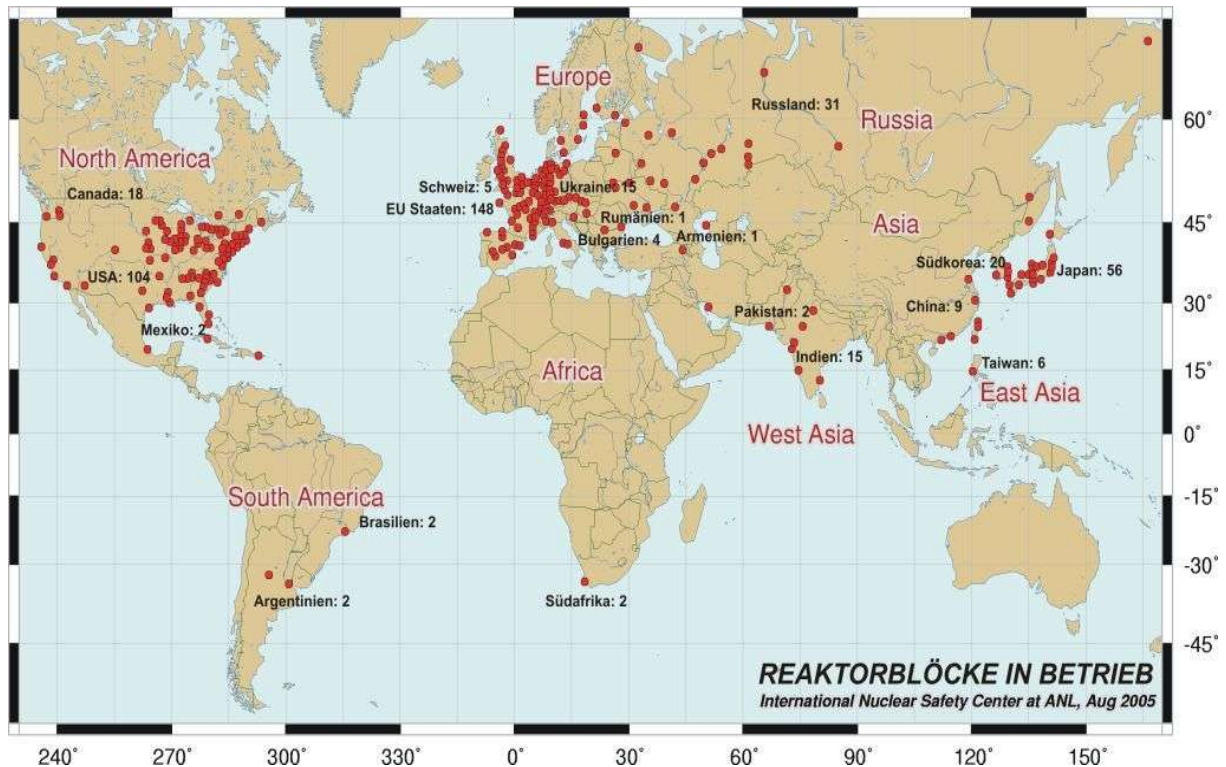 Europe
Russland: 31
Russia
60°
North America
Canada: 18
Schweiz: 5
Ukraine: 15
EU Staaten: 148
Rumänien: 1
Asia
45°
Bulgarien: 4
Armenien: 1
USA: 104
Südkorea: 20
Japan: 56
China: 9
30°
Mexiko: 2
Pakistan: 2
Indien: 15
Africa
Taiwan: 6
15°
East Asia
West Asia
0°
South America
-15°
Brasilien: 2
-30°
Argentinien: 2
Südafrika: 2
-45°
REAKTORBLÖCKE IN BETRIEB
International Nuclear Safety Center at ANL, Aug 2005
240 270 300 330 0 30 60 90 120 150